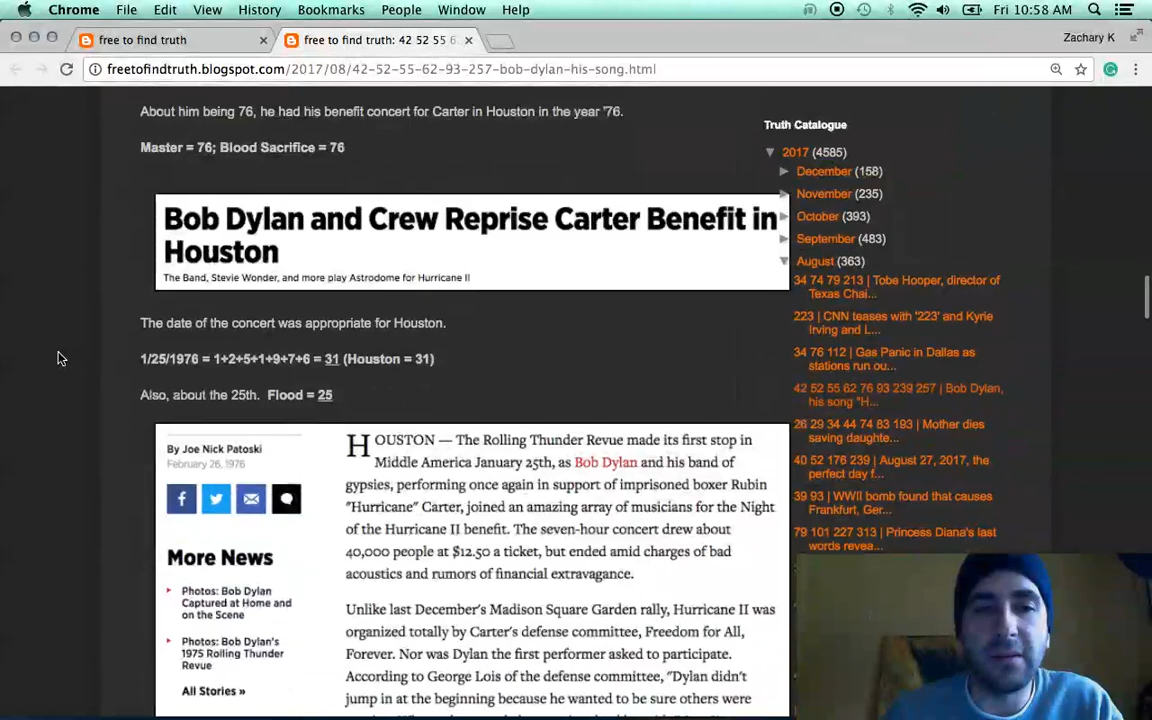 Chrome File Edit View History Bookmarks People Window Help Fri 10:58 AM
free to find truth × free to find truth: 42 52 55 6 × Zachary K
freetofindtruth.blogspot.com/2017/08/42-52-55-62-93-257-bob-dylan-his-song.html
About him being 76, he had his benefit concert for Carter in Houston in the year '76.
Master = 76; Blood Sacrifice = 76
Bob Dylan and Crew Reprise Carter Benefit in
Houston
The Band, Stevie Wonder, and more play Astrodome for Hurricane II
The date of the concert was appropriate for Houston.
1/25/1976 = 1+2+5+1+9+7+6 = 31 (Houston = 31)
Also, about the 25th. Flood = 25
By Joe Nick Patoski
February 26, 1976
More News
Photos: Bob Dylan
Captured at Home and
on the Scene
Photos: Bob Dylan's
1975 Rolling Thunder
Revue
All Stories »
HOUSTON — The Rolling Thunder Revue made its first stop in
Middle America January 25th, as Bob Dylan and his band of
gypsies, performing once again in support of imprisoned boxer Rubin
"Hurricane" Carter, joined an amazing array of musicians for the Night
of the Hurricane II benefit. The seven-hour concert drew about
40,000 people at $12.50 a ticket, but ended amid charges of bad
acoustics and rumors of financial extravagance.
Unlike last December's Madison Square Garden rally, Hurricane II was
organized totally by Carter's defense committee, Freedom for All,
Forever. Nor was Dylan the first performer asked to participate.
According to George Lois of the defense committee, "Dylan didn't
jump in at the beginning because he wanted to be sure others were
Truth Catalogue
▼ 2017 (4585)
► December (158)
► November (235)
► October (393)
► September (483)
▼ August (363)
34 74 79 213 | Tobe Hooper, director of
Texas Chai...
223 | CNN teases with '223' and Kyrie
Irving and L...
34 76 112 | Gas Panic in Dallas as
stations run ou...
42 52 55 62 76 93 239 257 | Bob Dylan,
his song "H...
26 29 34 44 74 83 193 | Mother dies
saving daughte...
40 52 176 239 | August 27, 2017, the
perfect day f...
39 93 | WWII bomb found that causes
Frankfurt, Ger...
79 101 227 313 | Princess Diana's last
words revea...